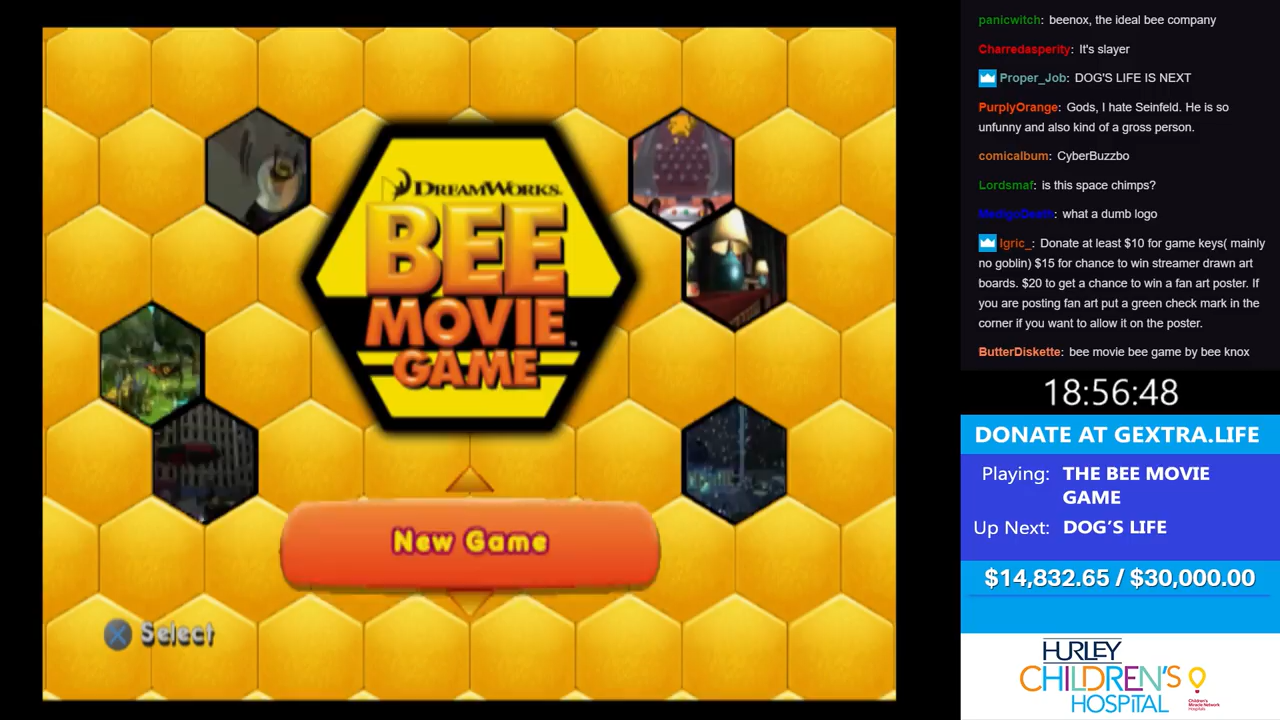 DREAMWORKS
BEE
MOVIE
GAME
New Game
Select
panicwitch: beenox, the ideal bee company
Charredasperity: It's slayer
Proper_Job: DOG'S LIFE IS NEXT
PurplyOrange: Gods, I hate Seinfeld. He is so
unfunny and also kind of a gross person.
comicalbum: CyberBuzzbo
Lordsmaf: is this space chimps?
MedigoDeath: what a dumb logo
Igric_: Donate at least $10 for game keys( mainly
no goblin) $15 for chance to win streamer drawn art
boards. $20 to get a chance to win a fan art poster. If
you are posting fan art put a green check mark in the
corner if you want to allow it on the poster.
ButterDiskette: bee movie bee game by bee knox
18:56:48
DONATE AT GEXTRA.LIFE
Playing: THE BEE MOVIE
GAME
Up Next: DOG'S LIFE
$14,832.65 / $30,000.00
HURLEY
CHILDREN'S
HOSPITAL
Children's
Miracle Network
Hospitals